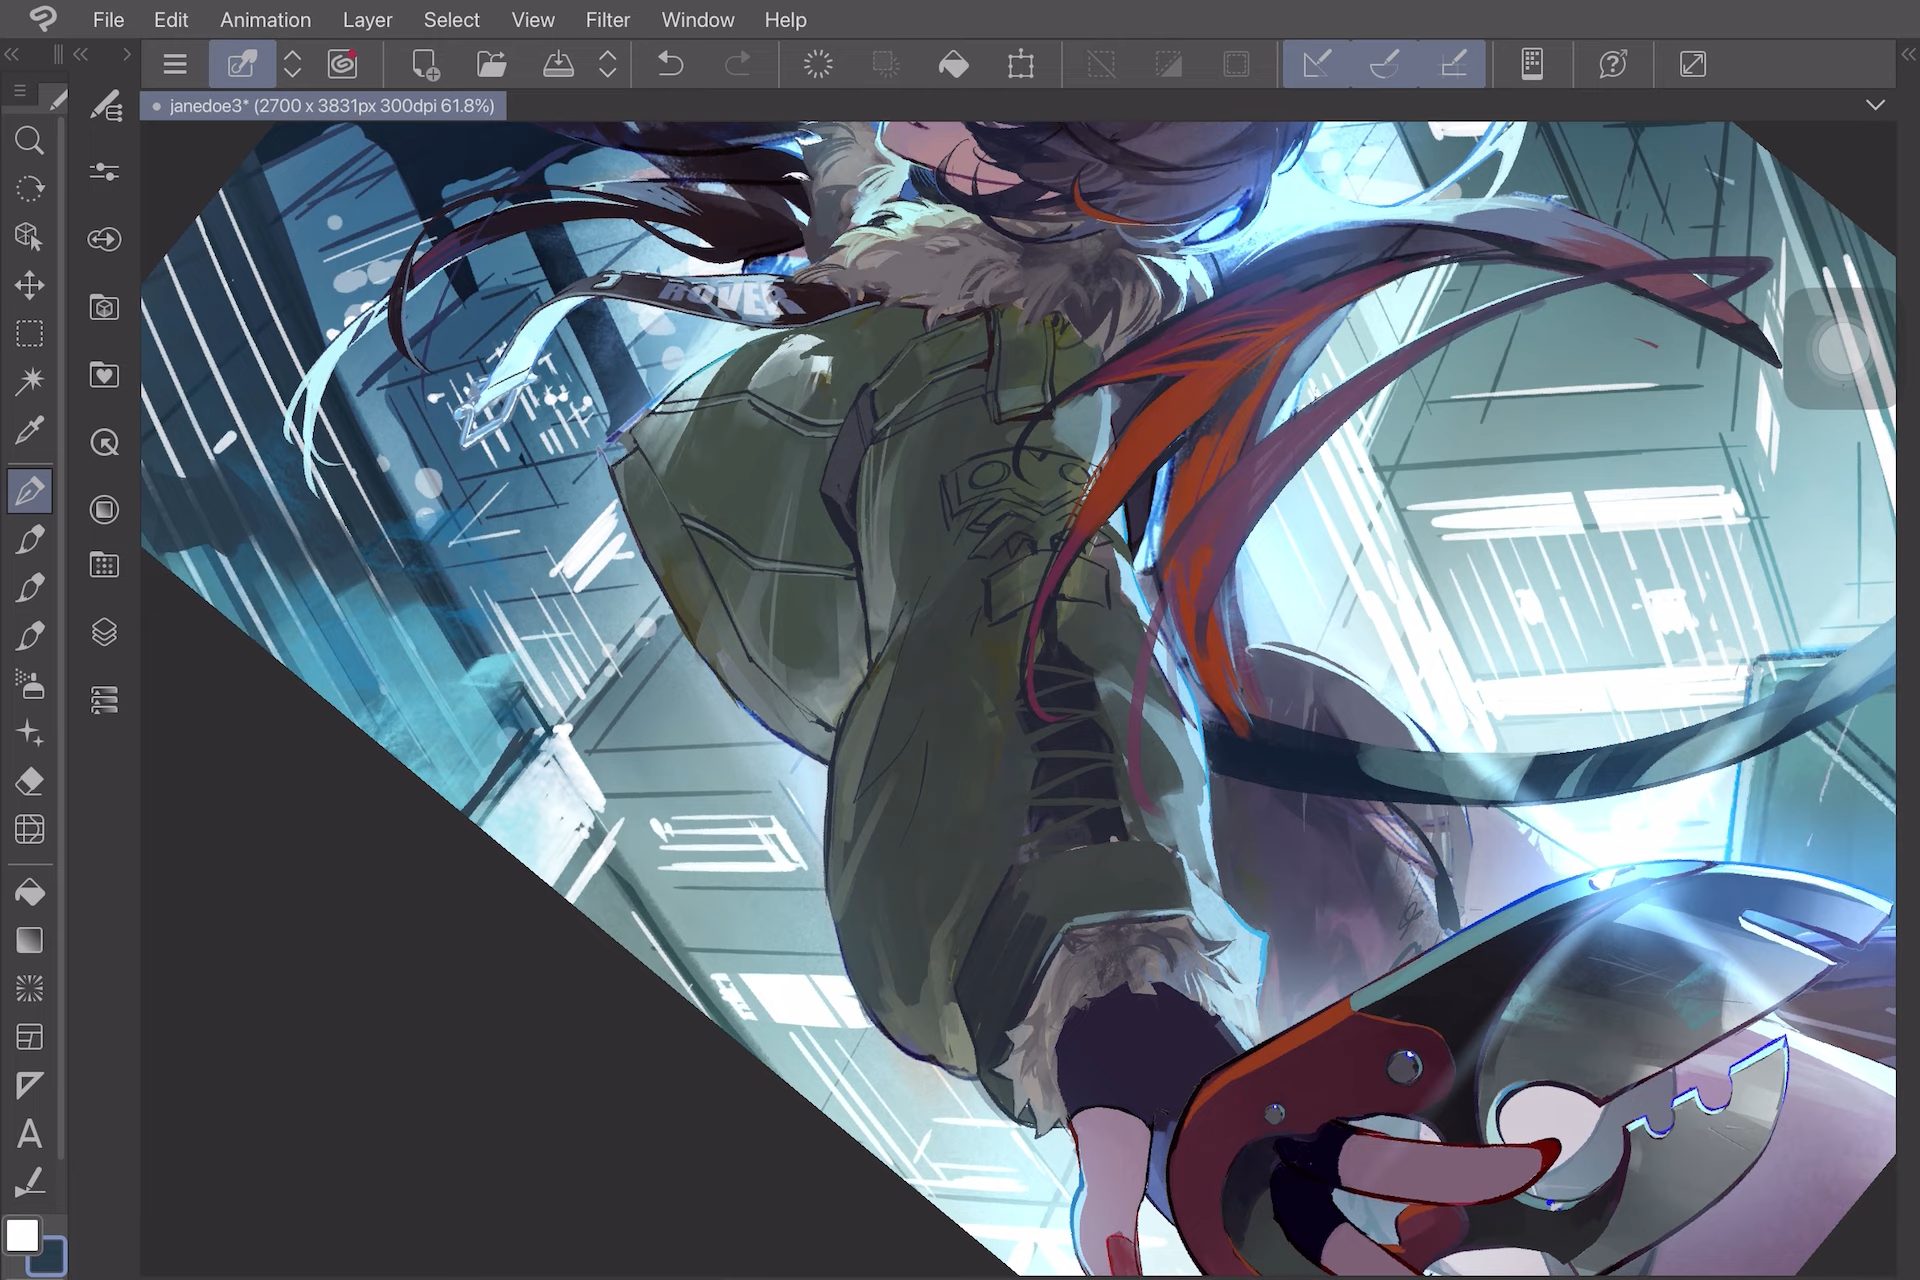 File Edit Animation Layer Select View Filter Window Help
janedoe3* (2700 x 3831px 300dpi 61.8%)
ROVER